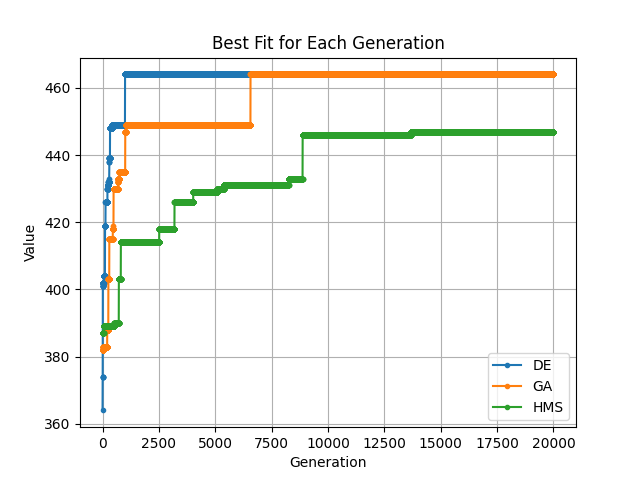 Best Fit for Each Generation
460
440
420
400
380
360
Value
0 2500 5000 7500 10000 12500 15000 17500 20000
Generation
DE
GA
HMS